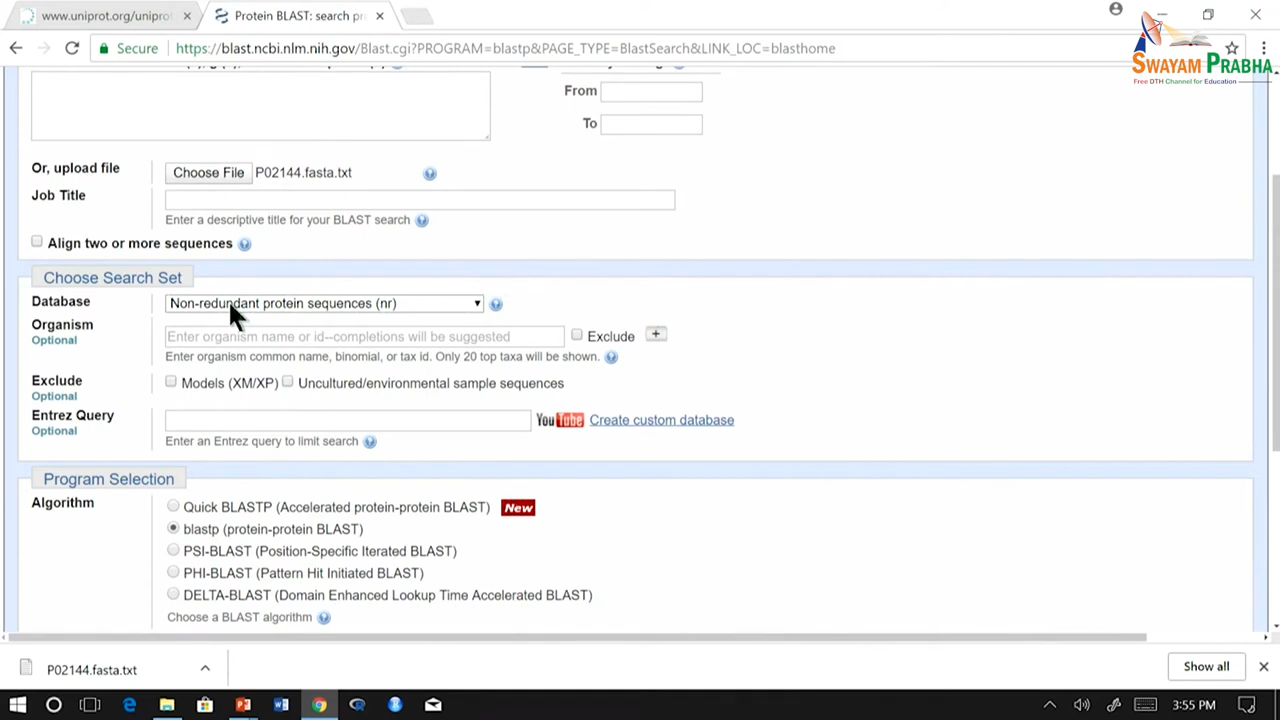 www.uniprot.org/uniprot
Protein BLAST: search pr
Secure
https://blast.ncbi.nlm.nih.gov/Blast.cgi?PROGRAM=blastp&PAGE_TYPE=BlastSearch&LINK_LOC=blasthome
SWAYAM PRABHA
Free DTH Channel for Education
From
To
Or, upload file
Choose File P02144.fasta.txt
Job Title
Enter a descriptive title for your BLAST search
Align two or more sequences
Choose Search Set
Database
Non-redundant protein sequences (nr)
Organism
Optional
Enter organism name or id--completions will be suggested
Exclude
+
Enter organism common name, binomial, or tax id. Only 20 top taxa will be shown.
Exclude
Optional
Models (XM/XP) Uncultured/environmental sample sequences
Entrez Query
Optional
YouTube Create custom database
Enter an Entrez query to limit search
Program Selection
Algorithm
Quick BLASTP (Accelerated protein-protein BLAST) New
blastp (protein-protein BLAST)
PSI-BLAST (Position-Specific Iterated BLAST)
PHI-BLAST (Pattern Hit Initiated BLAST)
DELTA-BLAST (Domain Enhanced Lookup Time Accelerated BLAST)
Choose a BLAST algorithm
P02144.fasta.txt
Show all
3:55 PM